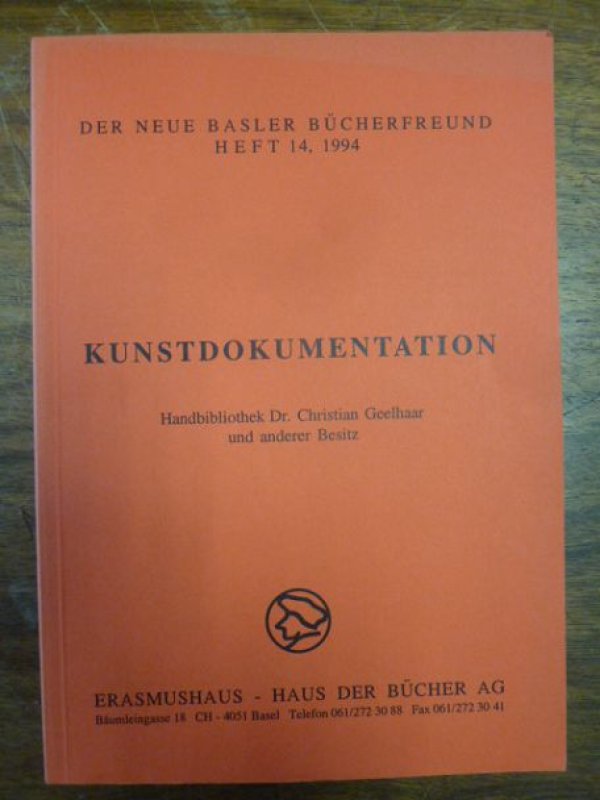 DER NEUE BASLER BÜCHERFREUND
HEFT 14, 1994
KUNSTDOKUMENTATION
Handbibliothek Dr. Christian Geelhaar
und anderer Besitz
ERASMUSHAUS - HAUS DER BÜCHER AG
Bäumleingasse 18 CH - 4051 Basel Telefon 061/272 30 88 Fax 061/272 30 41